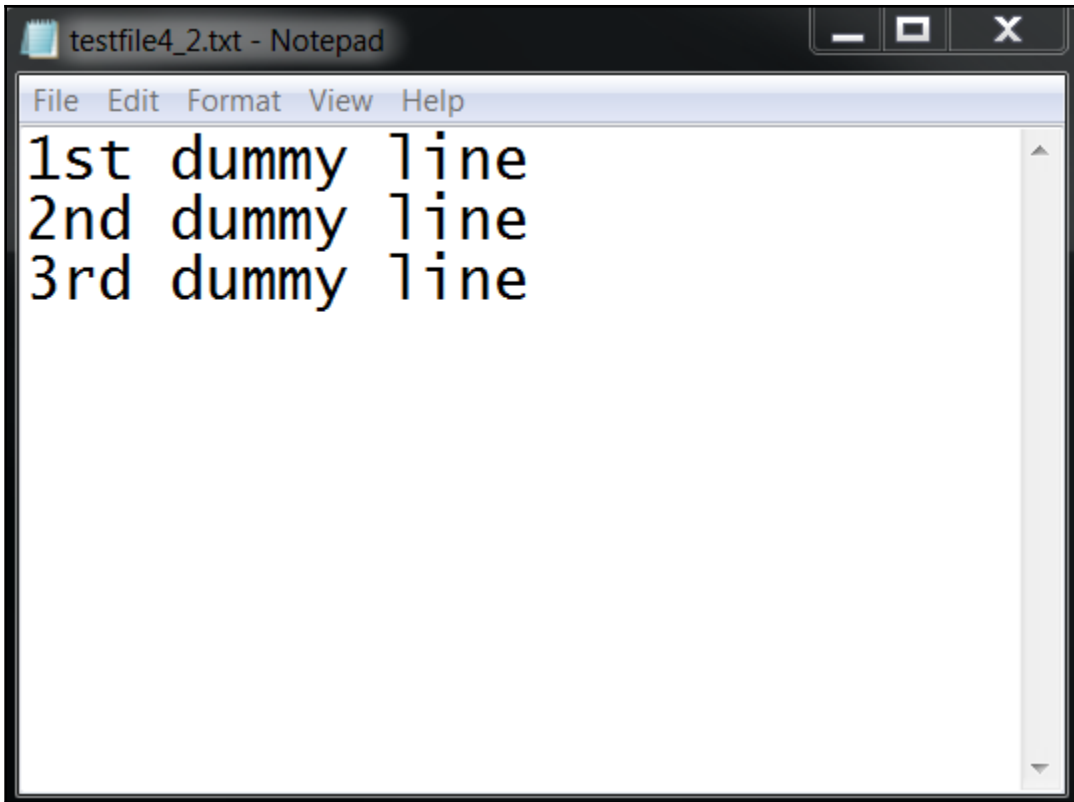 testfile4_2.txt - Notepad
File Edit Format View Help
1st dummy line
2nd dummy line
3rd dummy line